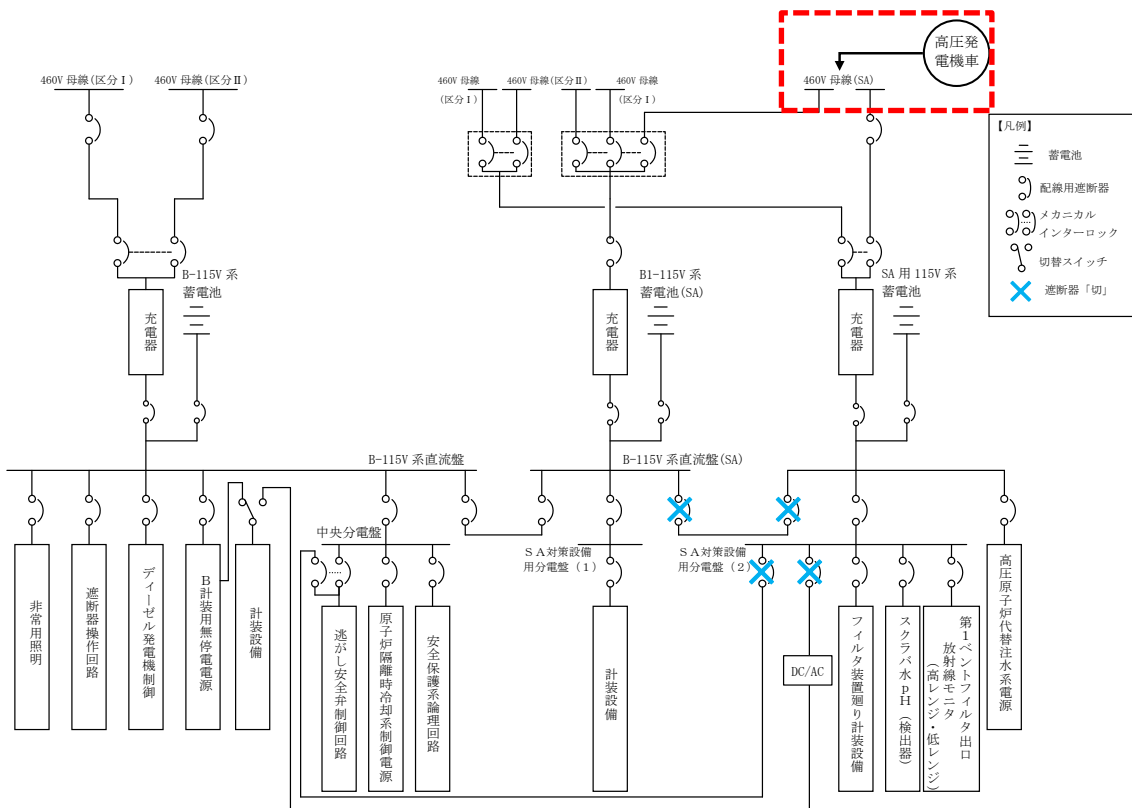 高圧発
電機車
460V 母線(区分Ⅰ)
460V 母線(区分Ⅱ)
460V 母線
(区分Ⅰ)
460V 母線(区分Ⅱ)
460V 母線
(区分Ⅰ)
460V 母線(SA)
【凡例】
蓄電池
配線用遮断器
メカニカル
インターロック
切替スイッチ
遮断器「切」
B-115V 系
蓄電池
B1-115V 系
蓄電池(SA)
SA 用 115V 系
蓄電池
充電器
充電器
充電器
B-115V 系直流盤
B-115V 系直流盤(SA)
中央分電盤
SA対策設備
用分電盤(1)
SA対策設備
用分電盤(2)
非常用照明
遮断器操作回路
ディーゼル発電機制御
B計装用無停電電源
計装設備
逃がし安全弁制御回路
原子炉隔離時冷却系制御電源
安全保護系論理回路
計装設備
DC/AC
フィルタ装置廻り計装設備
スクラバ水pH(検出器)
第1ベントフィルタ出口
放射線モニタ
(高レンジ・低レンジ)
高圧原子炉代替注水系電源